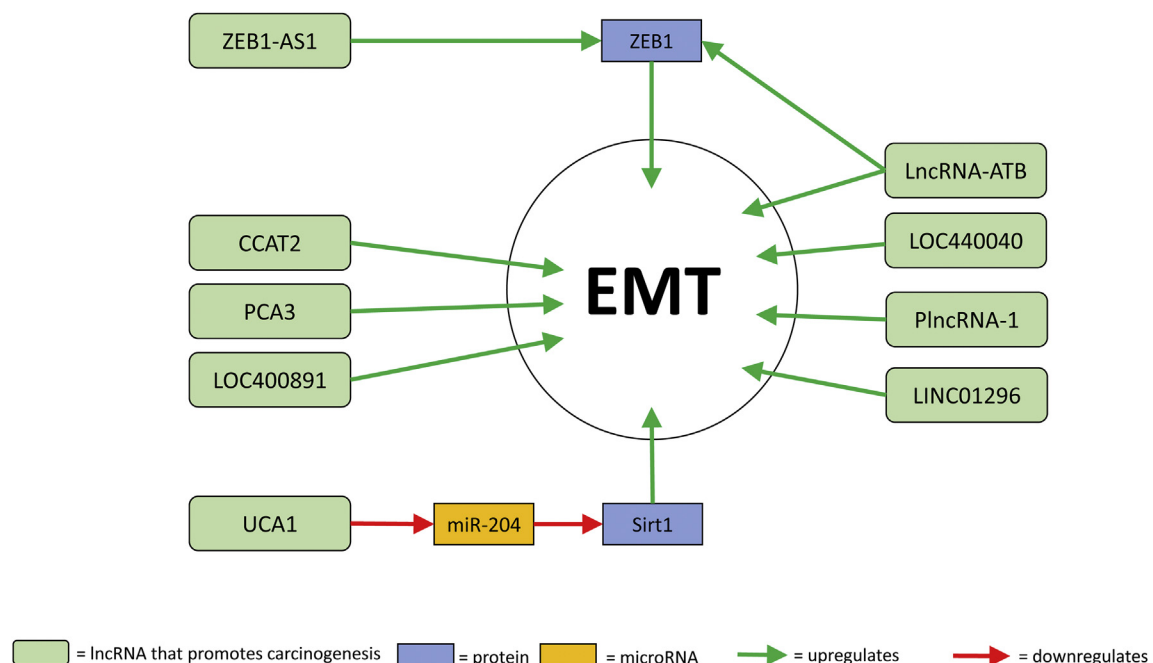 ZEB1-AS1
ZEB1
LncRNA-ATB
CCAT2
LOC440040
PCA3
EMT
PlncRNA-1
LOC400891
LINC01296
UCA1
miR-204
Sirt1
= lncRNA that promotes carcinogenesis = protein = microRNA = upregulates = downregulates